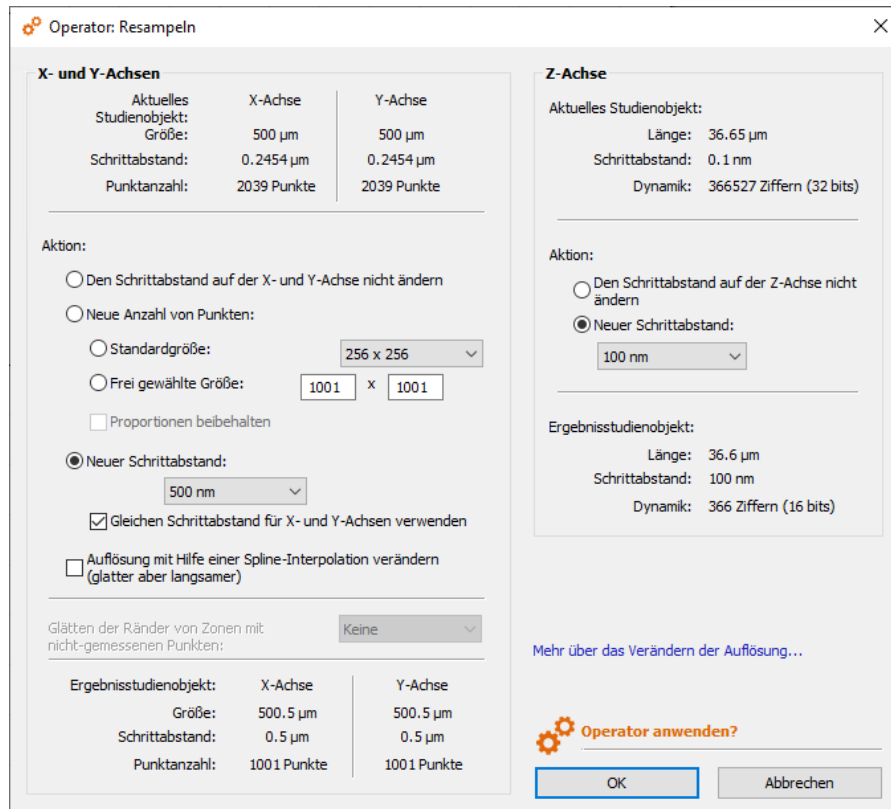 Operator: Resampeln
X- und Y-Achsen
Aktuelles Studienobjekt: X-Achse Y-Achse
Größe: 500 µm 500 µm
Schrittabstand: 0.2454 µm 0.2454 µm
Punktanzahl: 2039 Punkte 2039 Punkte
Aktion:
Den Schrittabstand auf der X- und Y-Achse nicht ändern
Neue Anzahl von Punkten:
Standardgröße: 256 x 256
Frei gewählte Größe: 1001 x 1001
Proportionen beibehalten
Neuer Schrittabstand:
500 nm
Gleichen Schrittabstand für X- und Y-Achsen verwenden
Auflösung mit Hilfe einer Spline-Interpolation verändern
(glatter aber langsamer)
Glätten der Ränder von Zonen mit
nicht-gemessenen Punkten: Keine
Ergebnisstudienobjekt: X-Achse Y-Achse
Größe: 500.5 µm 500.5 µm
Schrittabstand: 0.5 µm 0.5 µm
Punktanzahl: 1001 Punkte 1001 Punkte
Z-Achse
Aktuelles Studienobjekt:
Länge: 36.65 µm
Schrittabstand: 0.1 nm
Dynamik: 366527 Ziffern (32 bits)
Aktion:
Den Schrittabstand auf der Z-Achse nicht
ändern
Neuer Schrittabstand:
100 nm
Ergebnisstudienobjekt:
Länge: 36.6 µm
Schrittabstand: 100 nm
Dynamik: 366 Ziffern (16 bits)
Mehr über das Verändern der Auflösung...
Operator anwenden?
OK Abbrechen